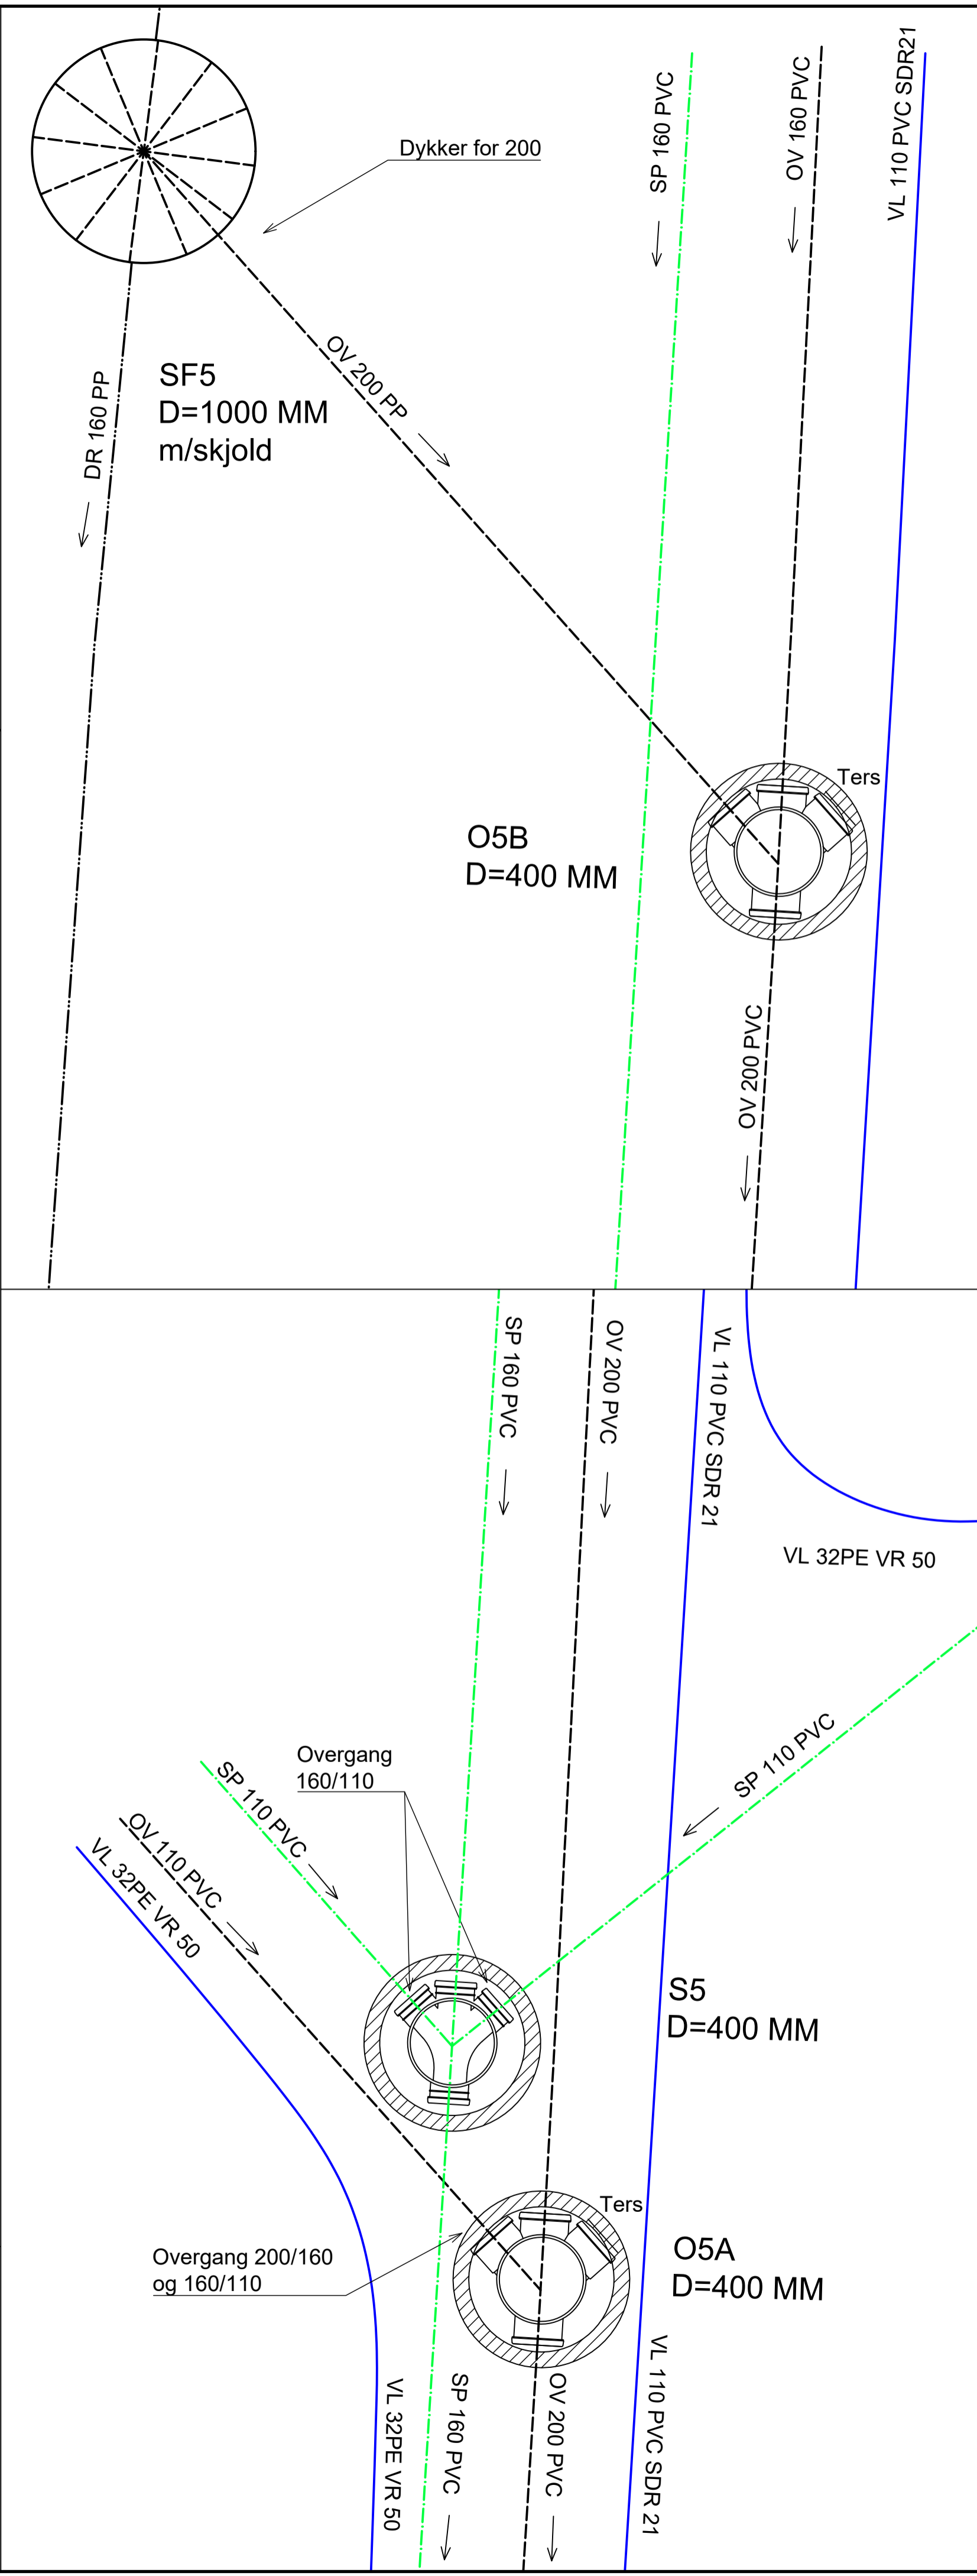 Dykker for 200
SP 160 PVC
OV 160 PVC
VL 110 PVC SDR21
OV 200 PP
SF5
D=1000 MM
m/skjold
DR 160 PP
Ters
O5B
D=400 MM
OV 200 PVC
SP 160 PVC
OV 200 PVC
VL 110 PVC SDR 21
VL 32PE VR 50
Overgang
160/110
SP 110 PVC
SP 110 PVC
OV 110 PVC
VL 32PE VR 50
S5
D=400 MM
Ters
Overgang 200/160
og 160/110
O5A
D=400 MM
VL 32PE VR 50
SP 160 PVC
OV 200 PVC
VL 110 PVC SDR 21